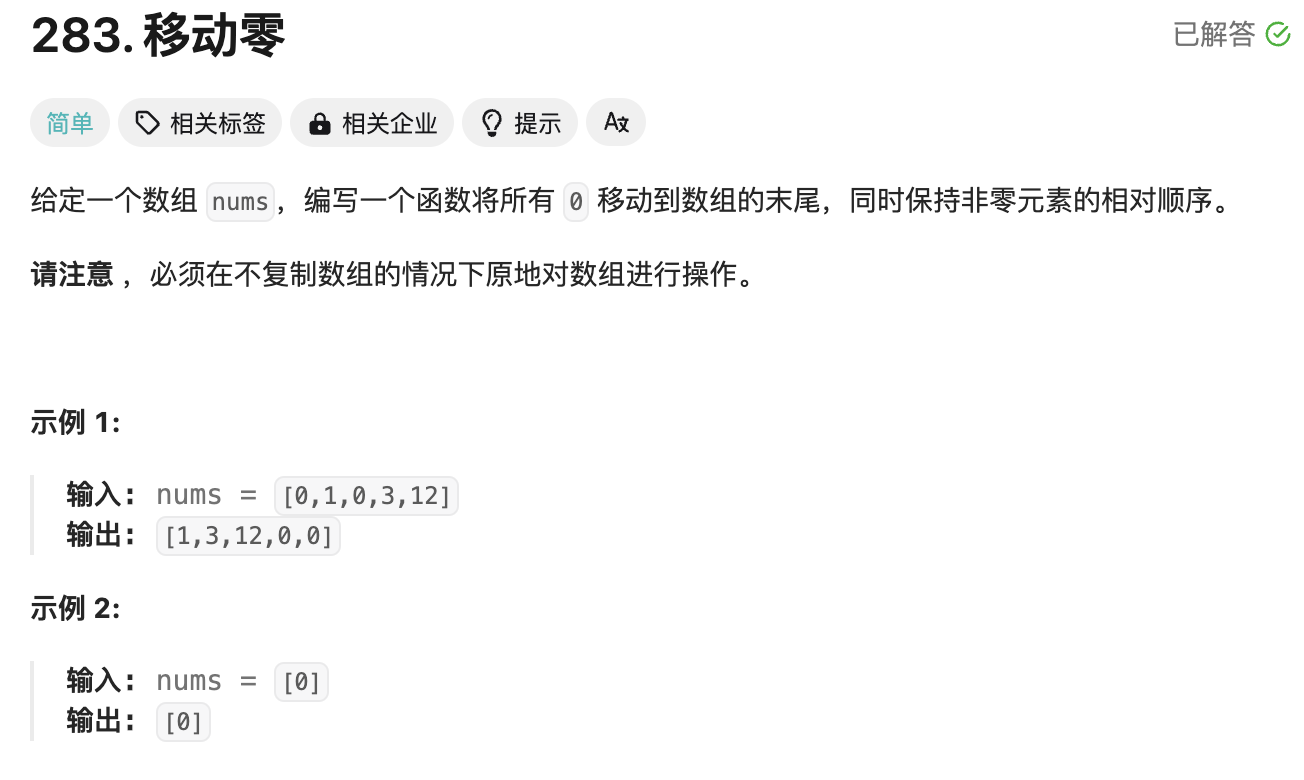 283. 移动零
已解答
简单 相关标签 相关企业 提示 A文
给定一个数组 nums，编写一个函数将所有 0 移动到数组的末尾，同时保持非零元素的相对顺序。
请注意 ，必须在不复制数组的情况下原地对数组进行操作。
示例 1:
输入: nums = [0,1,0,3,12]
输出: [1,3,12,0,0]
示例 2:
输入: nums = [0]
输出: [0]